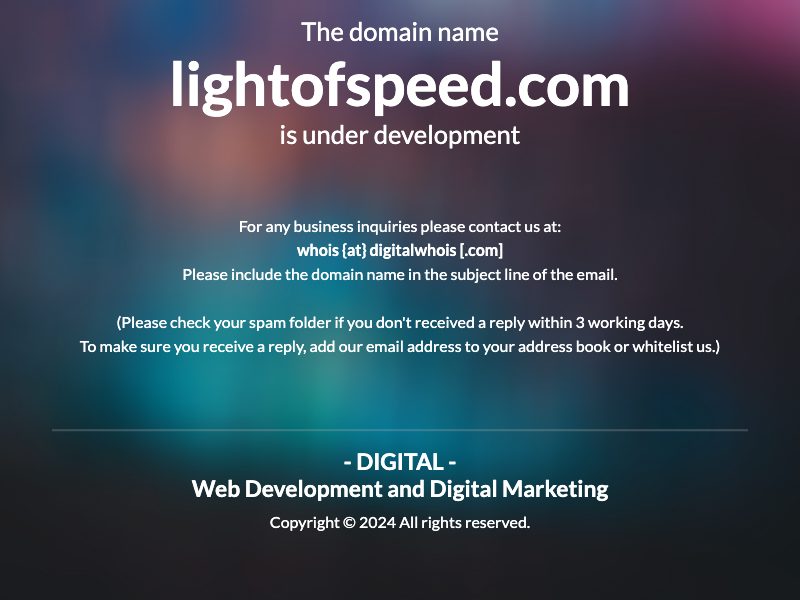 The domain name
lightofspeed.com
is under development
For any business inquiries please contact us at:
whois {at} digitalwhois [.com]
Please include the domain name in the subject line of the email.
(Please check your spam folder if you don't received a reply within 3 working days.
To make sure you receive a reply, add our email address to your address book or whitelist us.)
- DIGITAL -
Web Development and Digital Marketing
Copyright © 2024 All rights reserved.